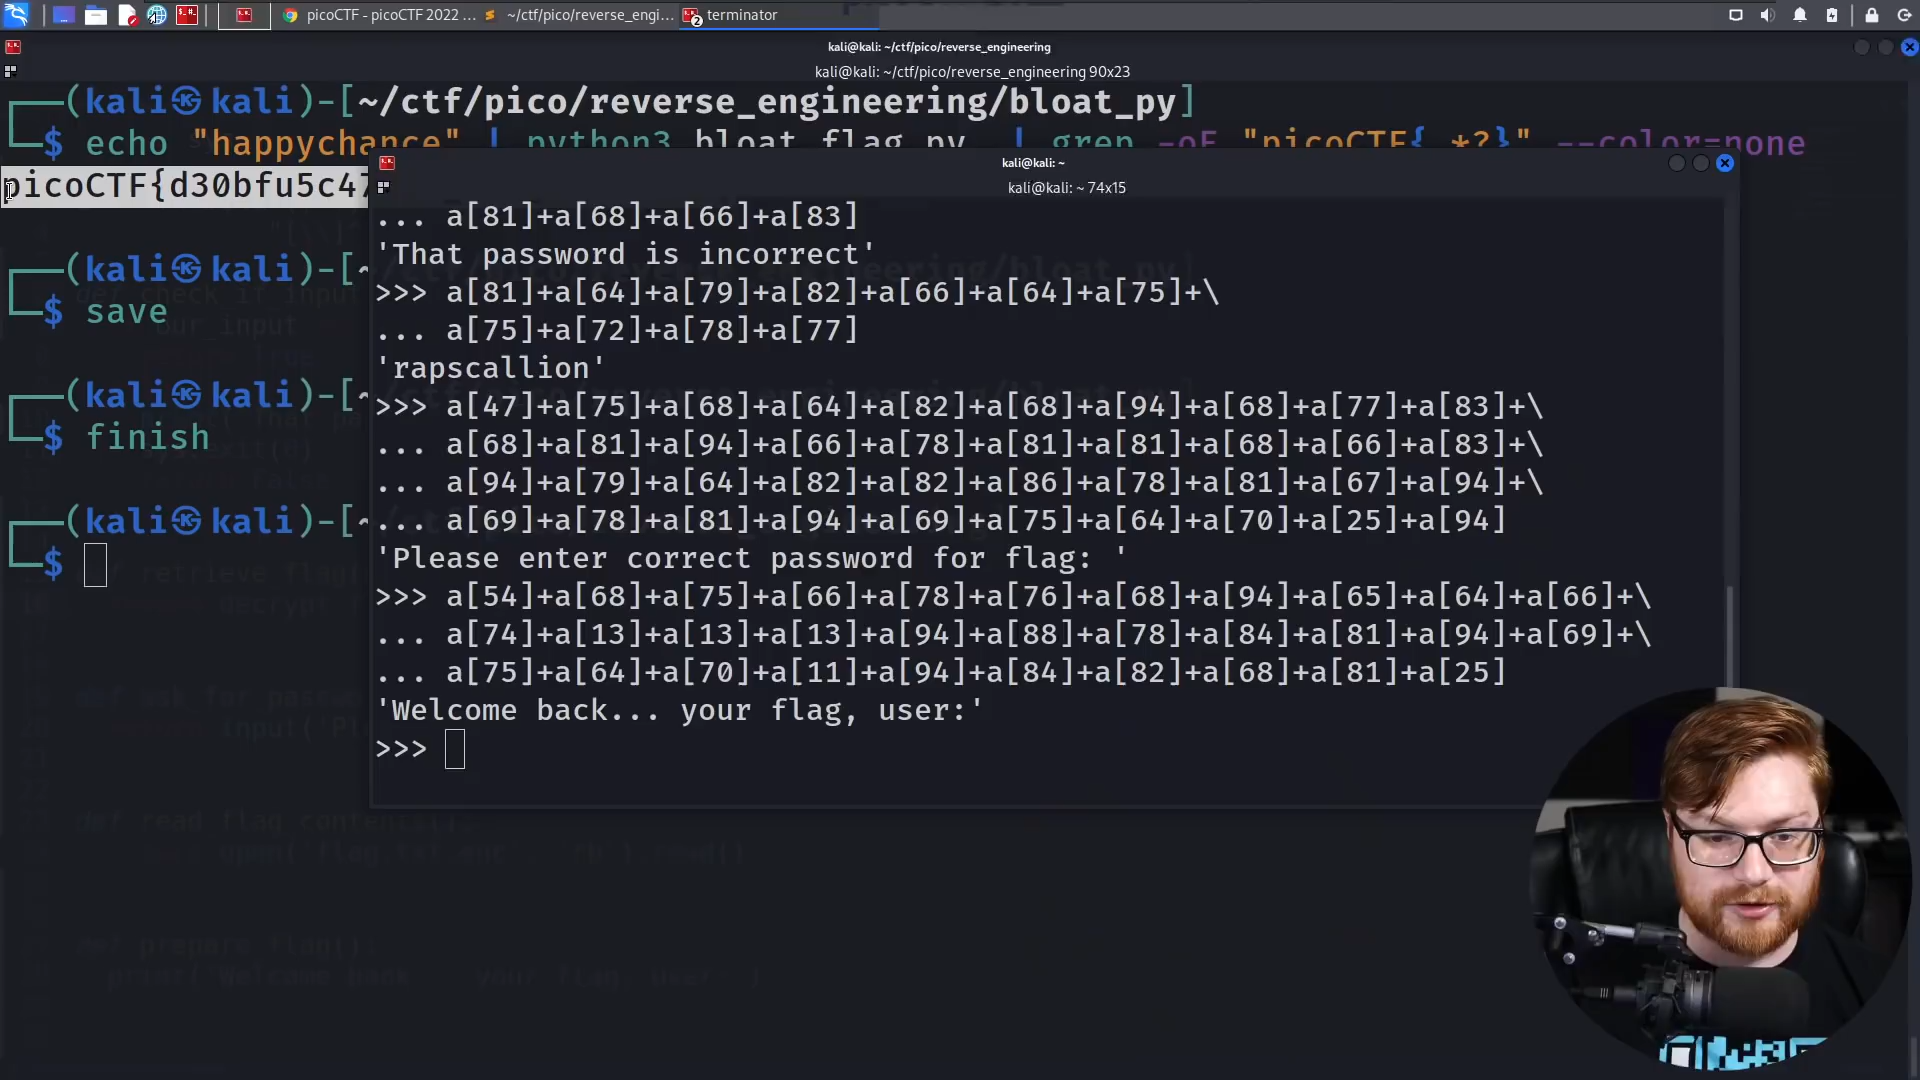 picoCTF - picoCTF 2022 ...
~/ctf/pico/reverse_engi...
2
terminator
kali@kali: ~/ctf/pico/reverse_engineering
kali@kali: ~/ctf/pico/reverse_engineering 90x23
(kali㉿kali)-[~/ctf/pico/reverse_engineering/bloat_py]
$ echo "happychance" | python3 bloat_flag.py | grep -oE "picoCTF{.*?}" --color=none
picoCTF{d30bfu5c47
(kali㉿kali)-[~
$ save
(kali㉿kali)-[~
$ finish
(kali㉿kali)-[~
$
kali@kali: ~
kali@kali: ~ 74x15
... a[81]+a[68]+a[66]+a[83]
'That password is incorrect'
>>> a[81]+a[64]+a[79]+a[82]+a[66]+a[64]+a[75]+\
... a[75]+a[72]+a[78]+a[77]
'rapscallion'
>>> a[47]+a[75]+a[68]+a[64]+a[82]+a[68]+a[94]+a[68]+a[77]+a[83]+\
... a[68]+a[81]+a[94]+a[66]+a[78]+a[81]+a[81]+a[68]+a[66]+a[83]+\
... a[94]+a[79]+a[64]+a[82]+a[82]+a[86]+a[78]+a[81]+a[67]+a[94]+\
... a[69]+a[78]+a[81]+a[94]+a[69]+a[75]+a[64]+a[70]+a[25]+a[94]
'Please enter correct password for flag: '
>>> a[54]+a[68]+a[75]+a[66]+a[78]+a[76]+a[68]+a[94]+a[65]+a[64]+a[66]+\
... a[74]+a[13]+a[13]+a[13]+a[94]+a[88]+a[78]+a[84]+a[81]+a[94]+a[69]+\
... a[75]+a[64]+a[70]+a[11]+a[94]+a[84]+a[82]+a[68]+a[81]+a[25]
'Welcome back... your flag, user:'
>>>